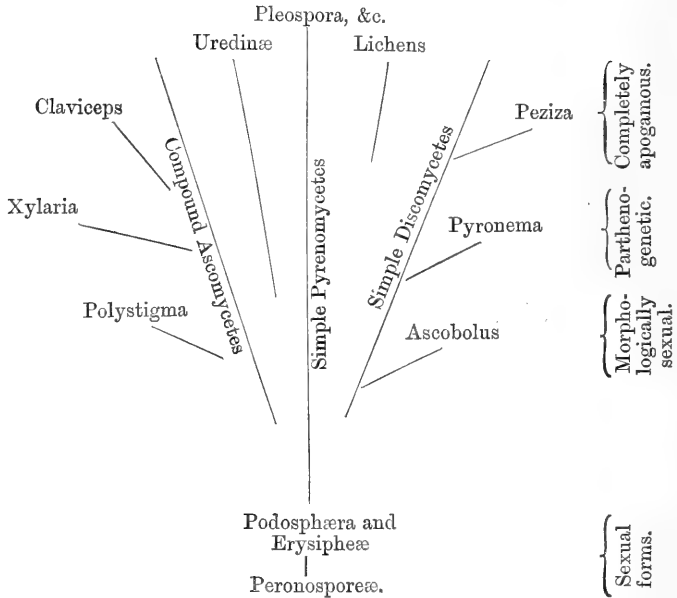 Pleospora, &c.
Uredinæ
Lichens
Claviceps
Peziza
Completely
apogamous.
Compound Ascomycetes
Simple Pyrenomycetes
Simple Discomycetes
Xylaria
Pyronema
Partheno-
genetic.
Polystigma
Ascobolus
Morpho-
logically
sexual.
Podosphæra and
Erysipheæ
Peronosporeæ.
Sexual
forms.